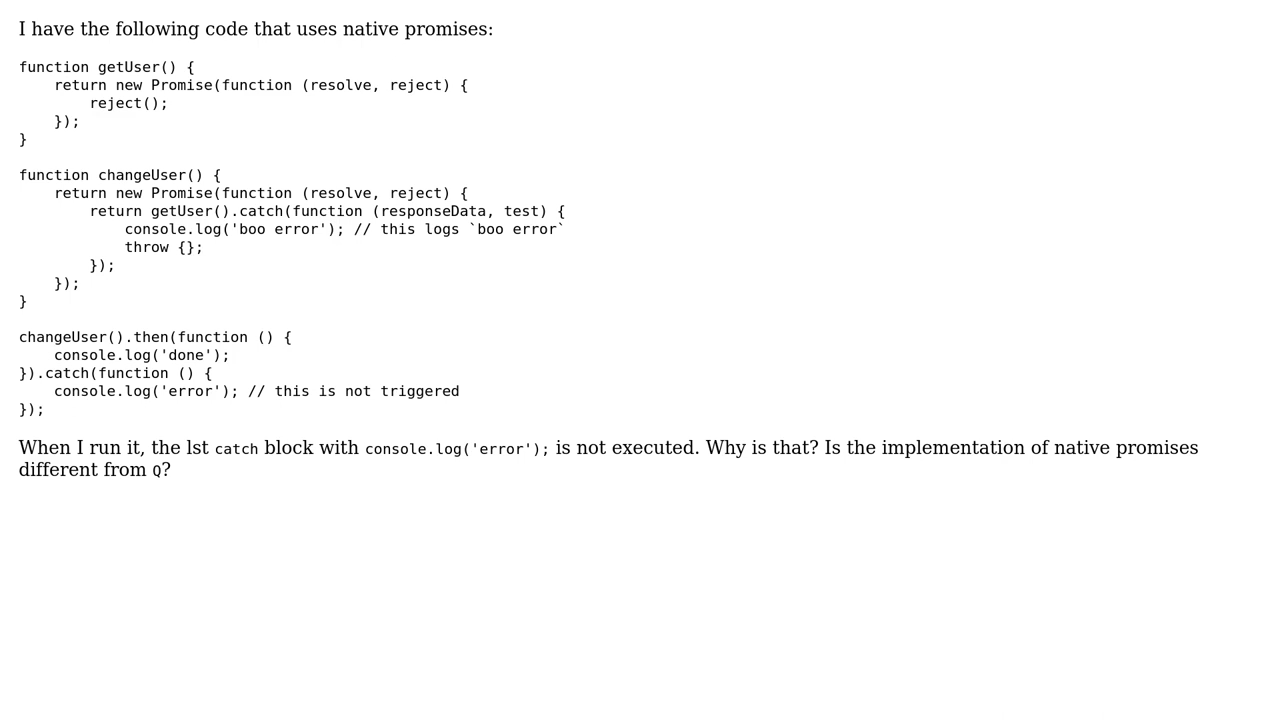 I have the following code that uses native promises:
function getUser() {
    return new Promise(function (resolve, reject) {
        reject();
    });
}
function changeUser() {
    return new Promise(function (resolve, reject) {
        return getUser().catch(function (responseData, test) {
            console.log('boo error'); // this logs `boo error`
            throw {};
        });
    });
}
changeUser().then(function () {
    console.log('done');
}).catch(function () {
    console.log('error'); // this is not triggered
});
When I run it, the lst catch block with console.log('error'); is not executed. Why is that? Is the implementation of native promises
different from Q?